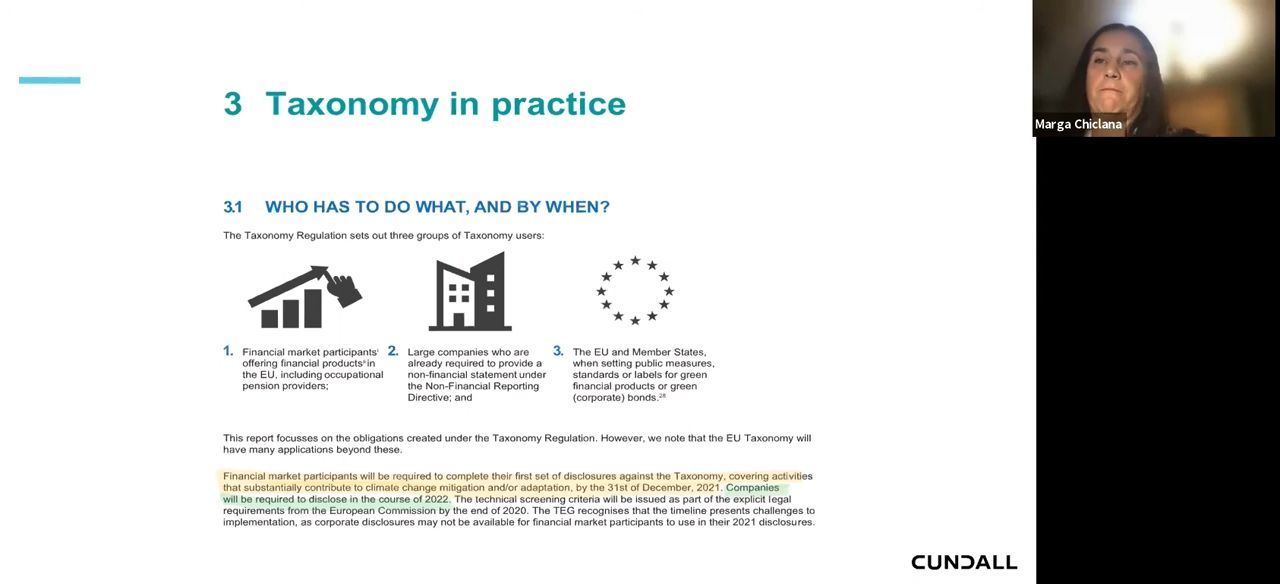 3 Taxonomy in practice
Marga Chiclana
3.1 WHO HAS TO DO WHAT, AND BY WHEN?
The Taxonomy Regulation sets out three groups of Taxonomy users:
1. Financial market participants
offering financial products in
the EU, including occupational
pension providers;
2. Large companies who are
already required to provide a
non-financial statement under
the Non-Financial Reporting
Directive; and
3. The EU and Member States,
when setting public measures,
standards or labels for green
financial products or green
(corporate) bonds.²⁸
This report focusses on the obligations created under the Taxonomy Regulation. However, we note that the EU Taxonomy will
have many applications beyond these.
Financial market participants will be required to complete their first set of disclosures against the Taxonomy, covering activities
that substantially contribute to climate change mitigation and/or adaptation, by the 31st of December, 2021. Companies
will be required to disclose in the course of 2022. The technical screening criteria will be issued as part of the explicit legal
requirements from the European Commission by the end of 2020. The TEG recognises that the timeline presents challenges to
implementation, as corporate disclosures may not be available for financial market participants to use in their 2021 disclosures.
CUNDALL